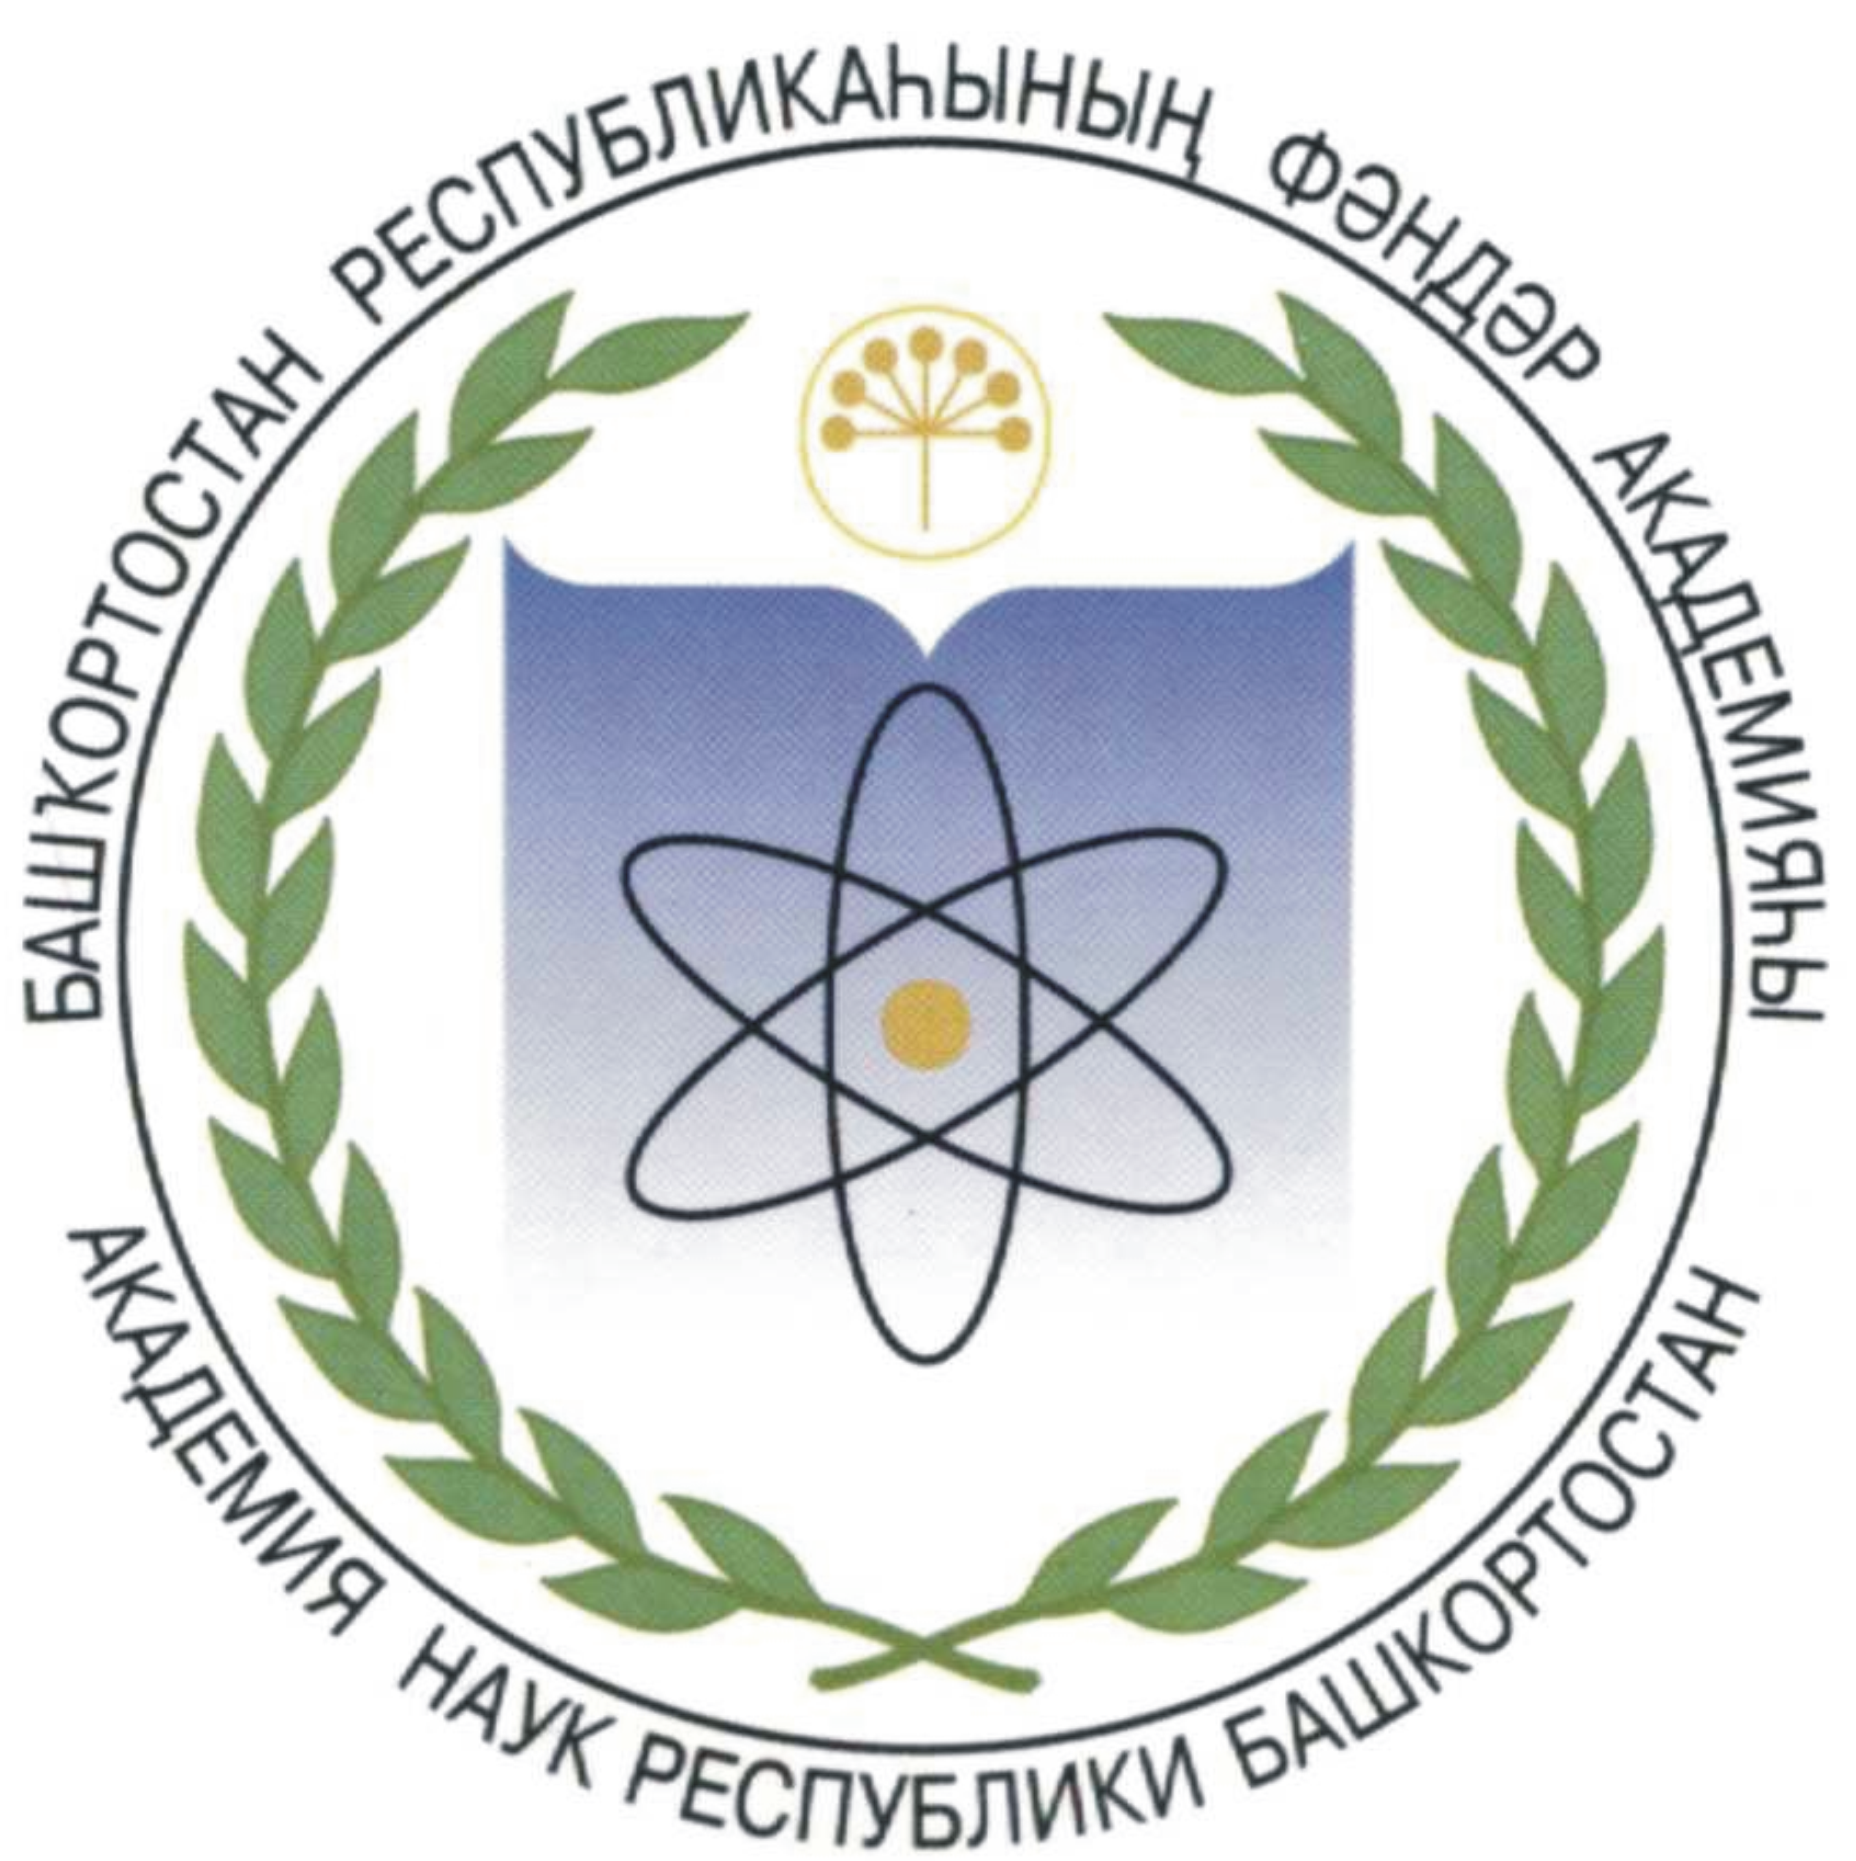 БАШҠОРТОСТАН РЕСПУБЛИКАҺЫНЫҢ ФӘНДӘР АКАДЕМИЯҺЫ
АКАДЕМИЯ НАУК РЕСПУБЛИКИ БАШКОРТОСТАН